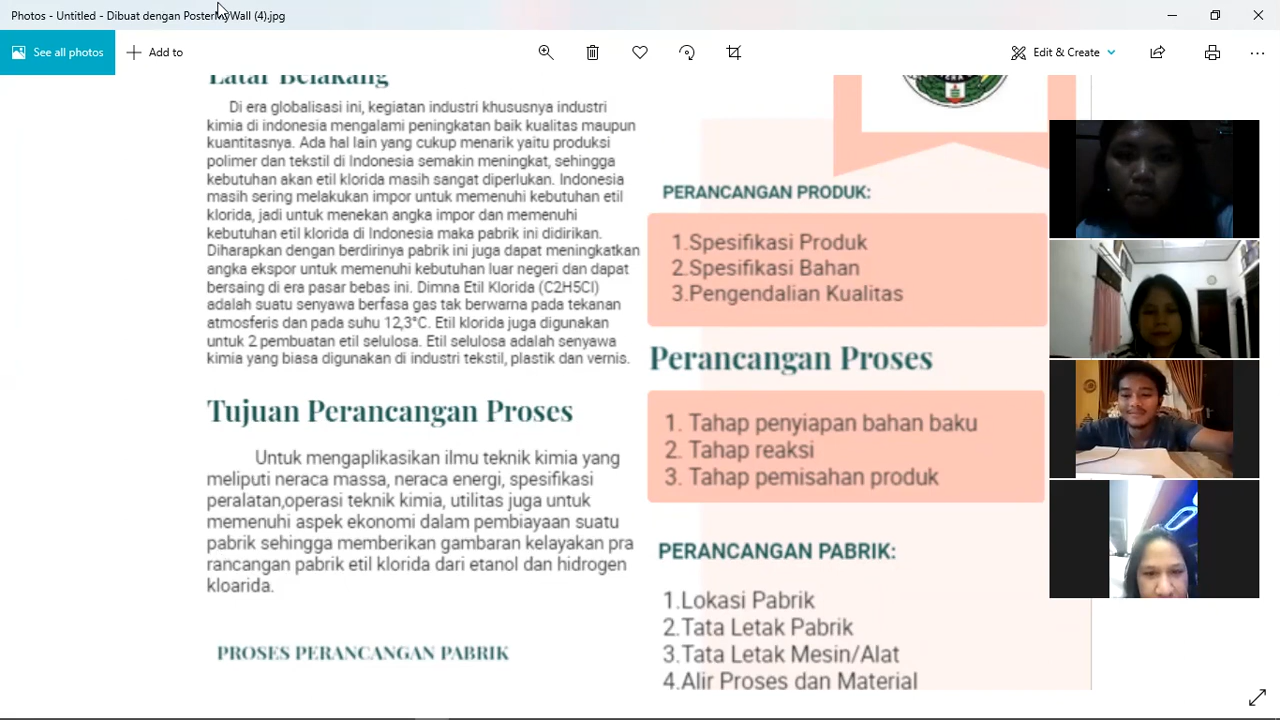 Photos - Untitled - Dibuat dengan PosterMyWall (4).jpg
See all photos
Add to
Edit & Create
Latar Belakang
Di era globalisasi ini, kegiatan industri khususnya industri
kimia di indonesia mengalami peningkatan baik kualitas maupun
kuantitasnya. Ada hal lain yang cukup menarik yaitu produksi
polimer dan tekstil di Indonesia semakin meningkat, sehingga
kebutuhan akan etil klorida masih sangat diperlukan. Indonesia
masih sering melakukan impor untuk memenuhi kebutuhan etil
klorida, jadi untuk menekan angka impor dan memenuhi
kebutuhan etil klorida di Indonesia maka pabrik ini didirikan.
Diharapkan dengan berdirinya pabrik ini juga dapat meningkatkan
angka ekspor untuk memenuhi kebutuhan luar negeri dan dapat
bersaing di era pasar bebas ini. Dimna Etil Klorida (C2H5Cl)
adalah suatu senyawa berfasa gas tak berwarna pada tekanan
atmosferis dan pada suhu 12,3°C. Etil klorida juga digunakan
untuk 2 pembuatan etil selulosa. Etil selulosa adalah senyawa
kimia yang biasa digunakan di industri tekstil, plastik dan vernis.
Tujuan Perancangan Proses
Untuk mengaplikasikan ilmu teknik kimia yang
meliputi neraca massa, neraca energi, spesifikasi
peralatan,operasi teknik kimia, utilitas juga untuk
memenuhi aspek ekonomi dalam pembiayaan suatu
pabrik sehingga memberikan gambaran kelayakan pra
rancangan pabrik etil klorida dari etanol dan hidrogen
kloarida.
PROSES PERANCANGAN PABRIK
PERANCANGAN PRODUK:
1.Spesifikasi Produk
2.Spesifikasi Bahan
3.Pengendalian Kualitas
Perancangan Proses
1. Tahap penyiapan bahan baku
2. Tahap reaksi
3. Tahap pemisahan produk
PERANCANGAN PABRIK:
1.Lokasi Pabrik
2.Tata Letak Pabrik
3.Tata Letak Mesin/Alat
4.Alir Proses dan Material